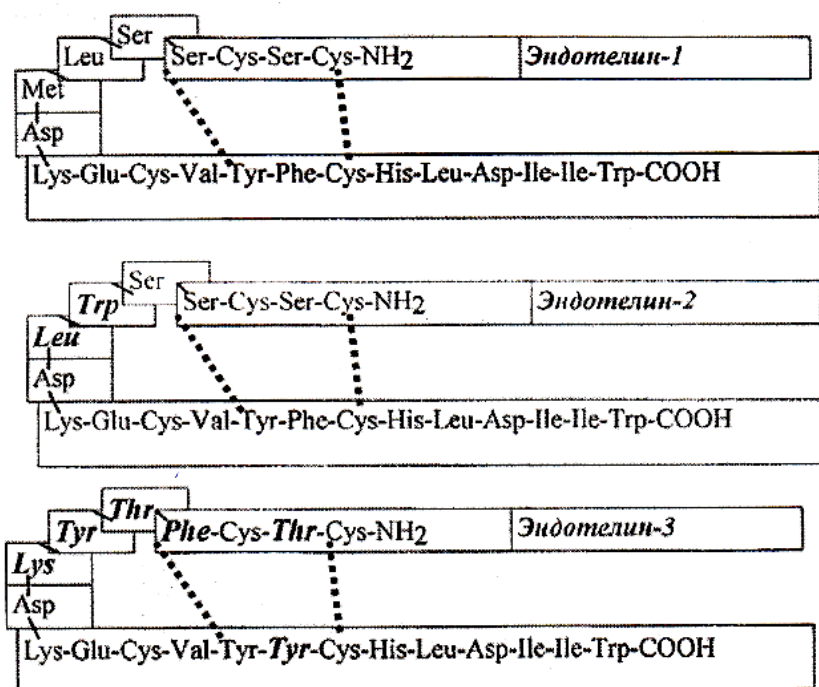 Ser
Leu
Ser-Cys-Ser-Cys-NH2
Эндотелин-1
Met
Asp
Lys-Glu-Cys-Val-Tyr-Phe-Cys-His-Leu-Asp-Ile-Ile-Trp-COOH
Ser
Trp
Ser-Cys-Ser-Cys-NH2
Эндотелин-2
Leu
Asp
Lys-Glu-Cys-Val-Tyr-Phe-Cys-His-Leu-Asp-Ile-Ile-Trp-COOH
Thr
Tyr
Phe-Cys-Thr-Cys-NH2
Эндотелин-3
Lys
Asp
Lys-Glu-Cys-Val-Tyr-Tyr-Cys-His-Leu-Asp-Ile-Ile-Trp-COOH